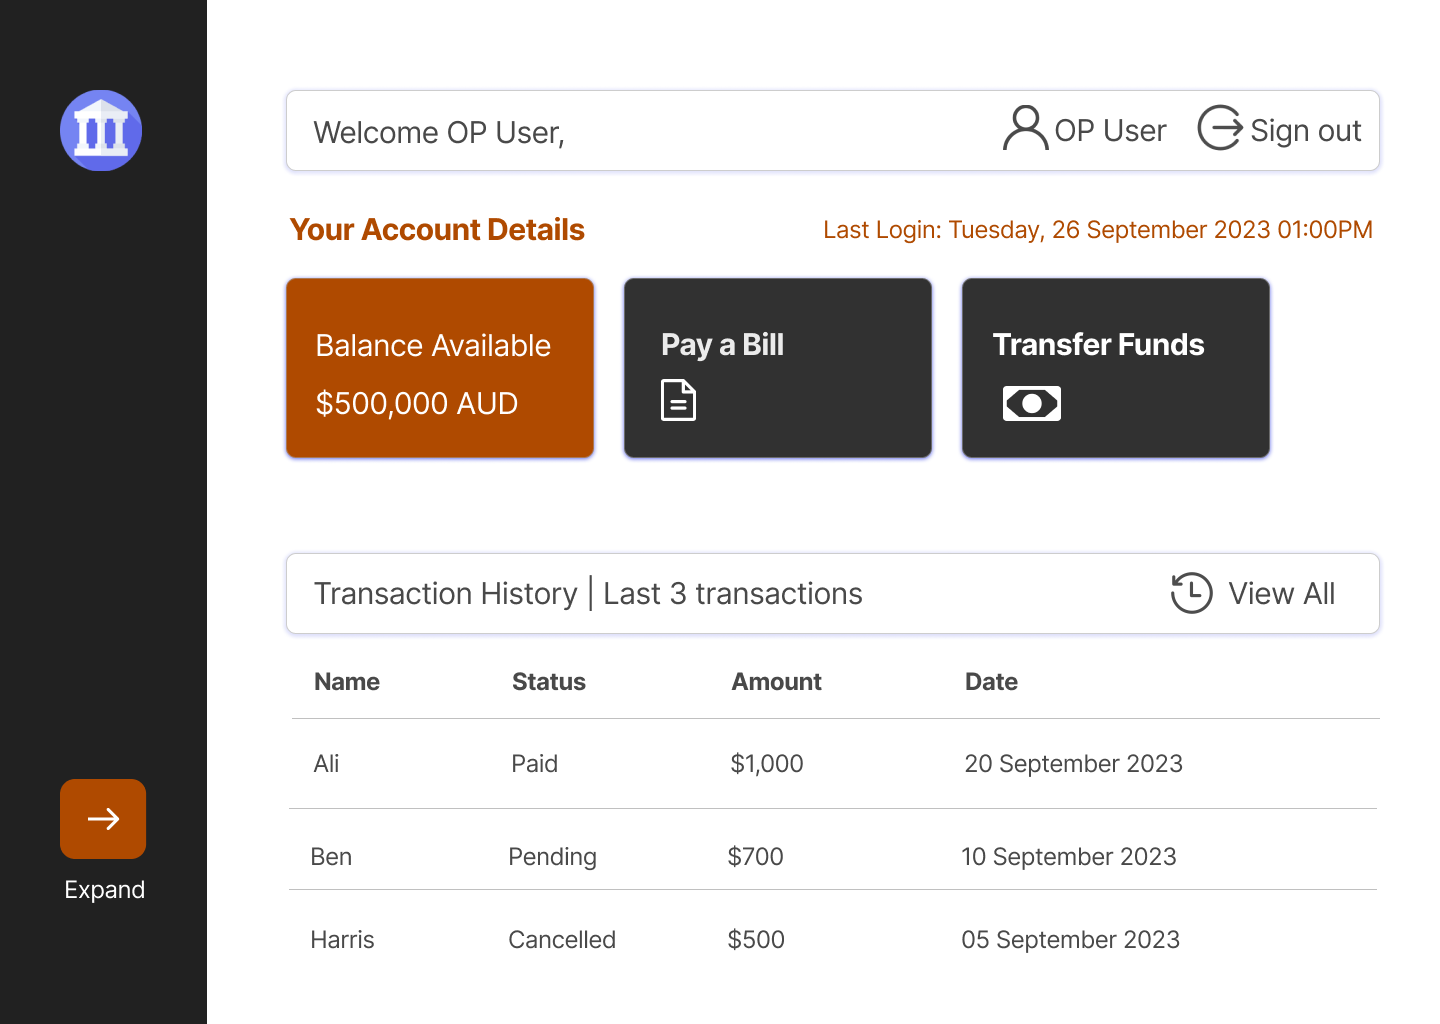 Welcome OP User,
OP User
Sign out
Your Account Details
Last Login: Tuesday, 26 September 2023 01:00PM
Balance Available
$500,000 AUD
Pay a Bill
Transfer Funds
Transaction History | Last 3 transactions
View All
Name Status Amount Date
Ali Paid $1,000 20 September 2023
Ben Pending $700 10 September 2023
Harris Cancelled $500 05 September 2023
Expand